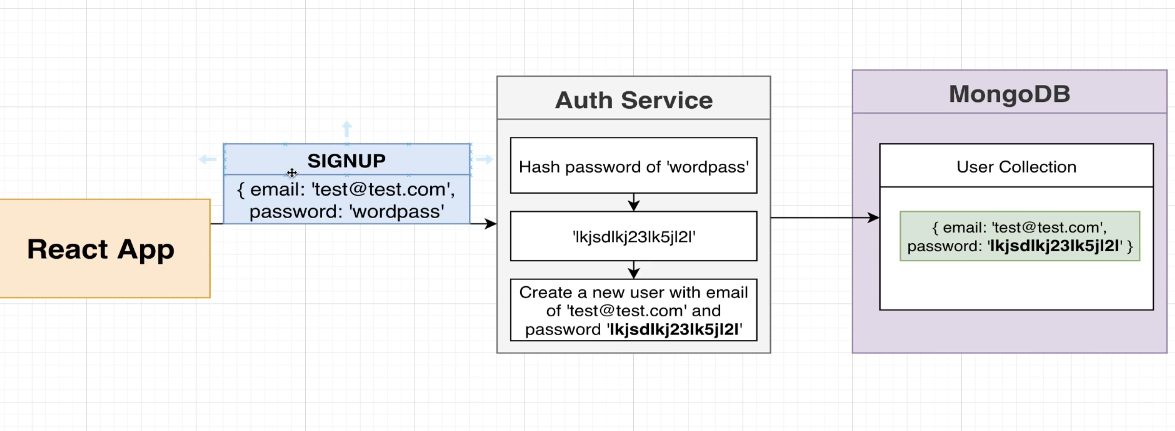 React App
SIGNUP
{ email: 'test@test.com',
password: 'wordpass'
Auth Service
Hash password of 'wordpass'
'lkjsdlkj23lk5jl2l'
Create a new user with email
of 'test@test.com' and
password 'lkjsdlkj23lk5jl2l'
MongoDB
User Collection
{ email: 'test@test.com',
password: 'lkjsdlkj23lk5jl2l' }